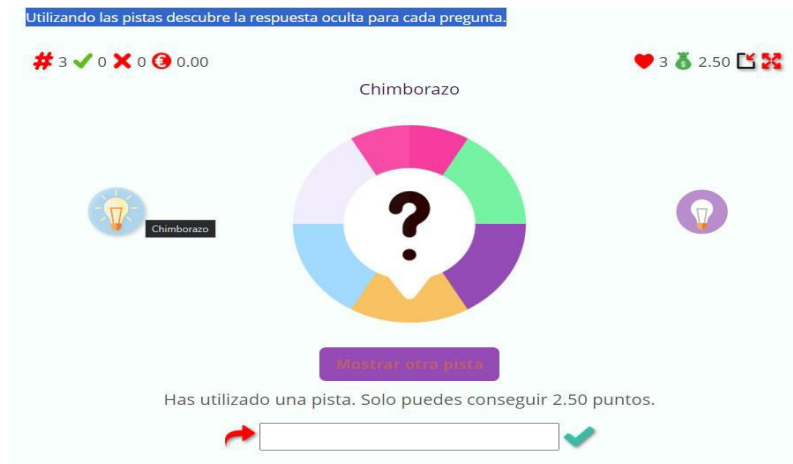 Utilizando las pistas descubre la respuesta oculta para cada pregunta.
# 3 0 0 0.00
3 $ 2.50
Chimborazo
?
Chimborazo
Mostrar otra pista
Has utilizado una pista. Solo puedes conseguir 2.50 puntos.